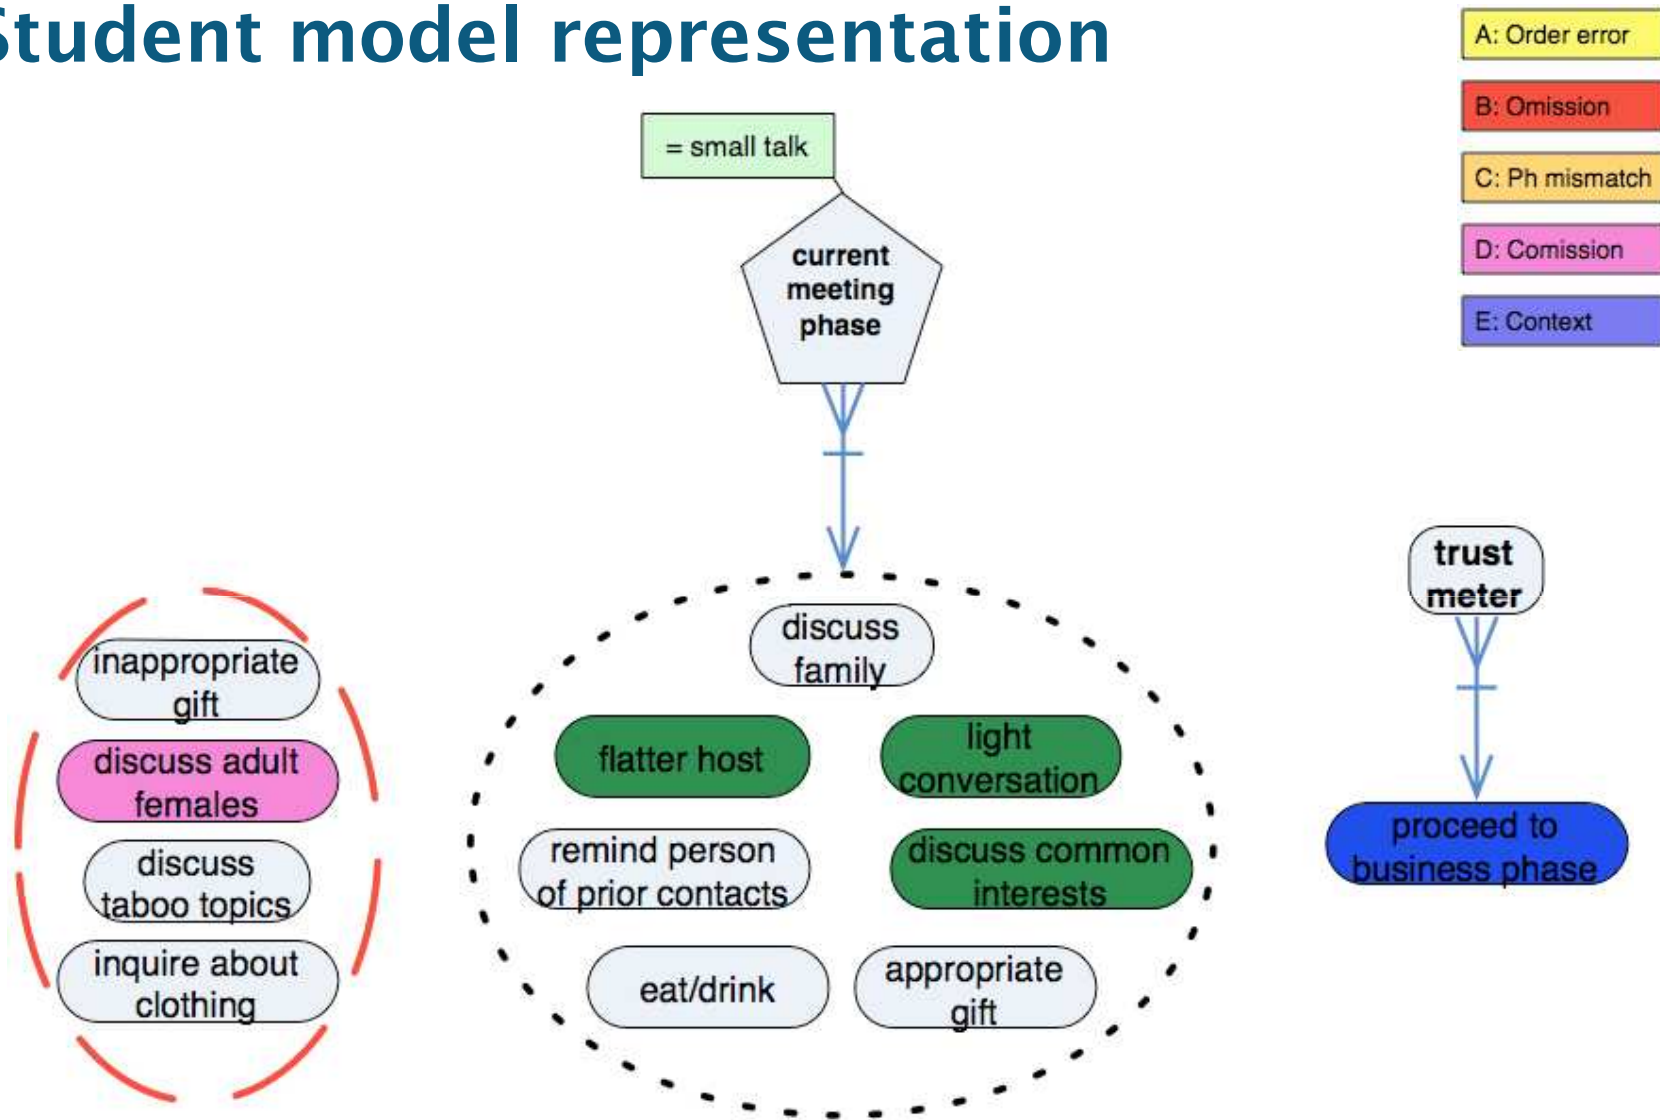 Student model representation
A: Order error
B: Omission
C: Ph mismatch
D: Comission
E: Context
= small talk
current
meeting
phase
trust
meter
proceed to
business phase
inappropriate
gift
discuss adult
females
discuss
taboo topics
inquire about
clothing
discuss
family
flatter host
light
conversation
remind person
of prior contacts
discuss common
interests
eat/drink
appropriate
gift